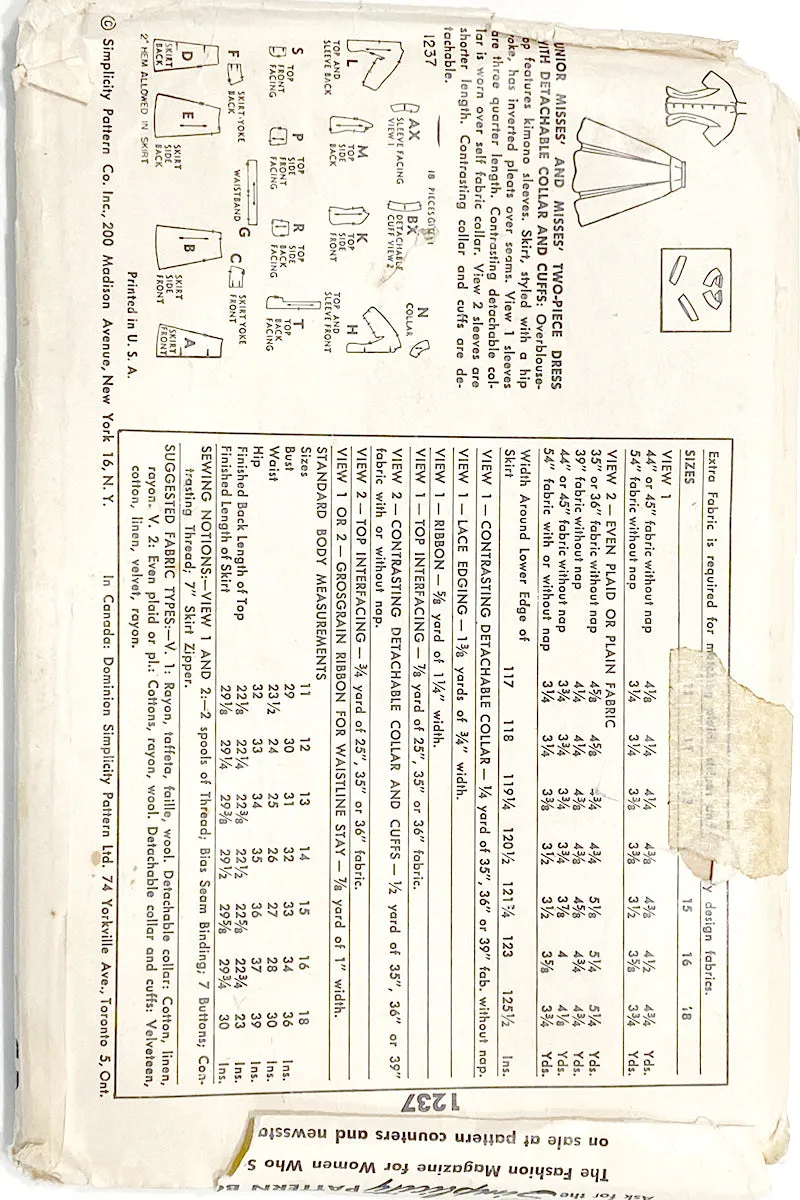 JUNIOR MISSES' AND MISSES' TWO-PIECE DRESS
WITH DETACHABLE COLLAR AND CUFFS: Overblouse-
top features kimono sleeves. Skirt, styled with a hip
yoke, has inverted pleats over seams. View 1 sleeves
are three quarter length. Contrasting detachable col-
lar is worn over self fabric collar. View 2 sleeves are
shorter length. Contrasting collar and cuffs are de-
tachable.
1237
18 PIECES GIVEN
AX SLEEVE FACING VIEW 1
BX DETACHABLE CUFF VIEW 2
N COLLAR
L TOP AND SLEEVE BACK
M TOP SIDE BACK
K TOP SIDE FRONT
H TOP AND SLEEVE FRONT
S TOP FRONT FACING
P TOP SIDE FRONT FACING
R TOP SIDE BACK FACING
T TOP BACK FACING
F SKIRT-YOKE BACK
WAISTBAND G
C SKIRT YOKE FRONT
D SKIRT BACK
E SKIRT SIDE BACK
B SKIRT SIDE FRONT
A SKIRT FRONT
2" HEM ALLOWED IN SKIRT
Printed in U. S. A.
Extra Fabric is required for design fabrics.
SIZES 15 16 18
VIEW 1
44" or 45" fabric without nap 4⅛ 4¼ 4¼ 4⅜ 4⅜ 4½ 4¾ Yds.
54" fabric without nap 3¼ 3¼ 3⅜ 3⅜ 3½ 3⅝ 3¾ Yds.
VIEW 2 — EVEN PLAID OR PLAIN FABRIC
35" or 36" fabric without nap 4⅝ 4⅝ 4¾ 4¾ 5⅛ 5¼ 5¼ Yds.
39" fabric without nap 4¼ 4¼ 4⅜ 4⅜ 4⅝ 4¾ 4¾ Yds.
44" or 45" fabric without nap 3¾ 3¾ 3¾ 3¾ 3⅞ 4 4⅛ Yds.
54" fabric with or without nap 3¼ 3¼ 3⅜ 3½ 3½ 3⅝ 3¾ Yds.
Width Around Lower Edge of
Skirt 117 118 119¼ 120½ 121¾ 123 125½ Ins.
VIEW 1 — CONTRASTING DETACHABLE COLLAR — ¼ yard of 35", 36" or 39" fab. without nap.
VIEW 1 — LACE EDGING — 1⅜ yards of ¾" width.
VIEW 1 — RIBBON — ⅝ yard of 1¼" width.
VIEW 1 — TOP INTERFACING — ⅞ yard of 25", 35" or 36" fabric.
VIEW 2 — CONTRASTING DETACHABLE COLLAR AND CUFFS — ½ yard of 35", 36" or 39"
fabric with or without nap.
VIEW 2 — TOP INTERFACING — ¾ yard of 25", 35" or 36" fabric.
VIEW 1 OR 2 — GROSGRAIN RIBBON FOR WAISTLINE STAY — ⅞ yard of 1" width.
STANDARD BODY MEASUREMENTS
Sizes 11 12 13 14 15 16 18
Bust 29 30 31 32 33 34 36 Ins.
Waist 23½ 24 25 26 27 28 30 Ins.
Hip 32 33 34 35 36 37 39 Ins.
Finished Back Length of Top 22⅛ 22¼ 22⅜ 22½ 22⅝ 22¾ 23 Ins.
Finished Length of Skirt 29⅛ 29¼ 29⅜ 29½ 29⅝ 29¾ 30 Ins.
SEWING NOTIONS:—VIEW 1 AND 2:—2 spools of Thread; Bias Seam Binding; 7 Buttons; Con-
trasting Thread; 7" Skirt Zipper.
SUGGESTED FABRIC TYPES:—V. 1: Rayon, taffeta, faille, wool. Detachable collar: Cotton, linen,
rayon. V. 2: Even plaid or pl.: Cottons, rayon, wool. Detachable collar and cuffs: Velveteen,
cotton, linen, velvet, rayon.
© Simplicity Pattern Co. Inc., 200 Madison Avenue, New York 16, N. Y. In Canada: Dominion Simplicity Pattern Ltd. 74 Yorkville Ave., Toronto 5, Ont.
1237
Ask for the
Simplicity PATTERN
The Fashion Magazine for Women Who
on sale at pattern counters and